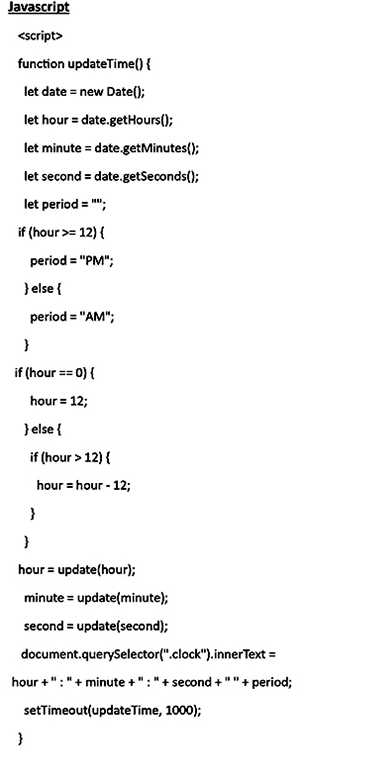 Javascript
<script>
function updateTime() {
let date = new Date();
let hour = date.getHours();
let minute = date.getMinutes();
let second = date.getSeconds();
let period = "";
if (hour >= 12) {
period = "PM";
} else {
period = "AM";
}
if (hour == 0) {
hour = 12;
} else {
if (hour > 12) {
hour = hour - 12;
}
}
hour = update(hour);
minute = update(minute);
second = update(second);
document.querySelector(".clock").innerText =
hour + " : " + minute + " : " + second + " " + period;
setTimeout(updateTime, 1000);
}